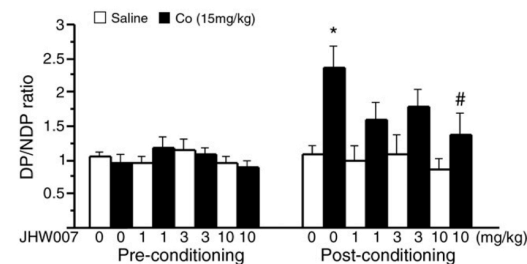 Saline Co (15mg/kg)
3
2.5
2
1.5
1
0.5
DP/NDP ratio
* #
JHW007 0 0 1 1 3 3 10 10 0 0 1 1 3 3 10 10 (mg/kg)
Pre-conditioning Post-conditioning